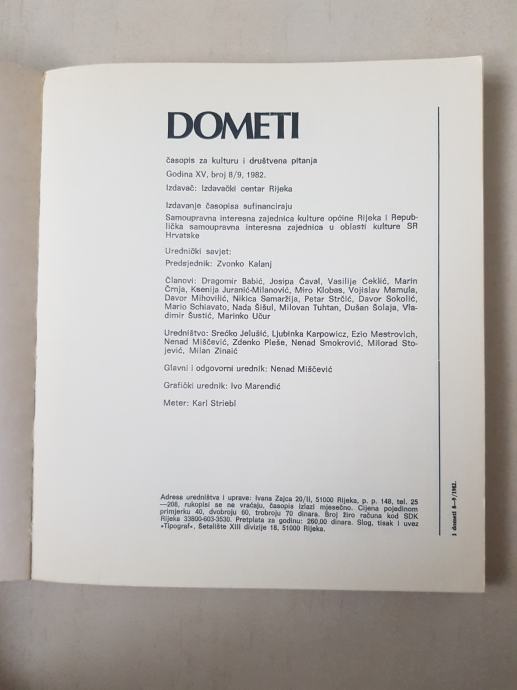 DOMETI
časopis za kulturu i društvena pitanja
Godina XV, broj 8/9, 1982.
Izdavač: Izdavački centar Rijeka
Izdavanje časopisa sufinanciraju
Samoupravna interesna zajednica kulture općine Rijeka i Repub-
lička samoupravna interesna zajednica u oblasti kulture SR
Hrvatske
Urednički savjet:
Predsjednik: Zvonko Kalanj
Članovi: Dragomir Babić, Josipa Čaval, Vasilije Ćeklić, Marin
Crnja, Ksenija Juranić-Milanović, Miro Klobas, Vojislav Mamula,
Davor Mihovilić, Nikica Samaržija, Petar Strčić, Davor Sokolić,
Mario Schiavato, Nada Šišul, Milovan Tuhtan, Dušan Šolaja, Vla-
dimir Šustić, Marinko Učur
Uredništvo: Srećko Jelušić, Ljubinka Karpowicz, Ezio Mestrovich,
Nenad Miščević, Zdenko Pleše, Nenad Smokrović, Milorad Sto-
jević, Milan Zinaić
Glavni i odgovorni urednik: Nenad Miščević
Grafički urednik: Ivo Marendić
Meter: Karl Striebl
Adresa uredništva i uprave: Ivana Zajca 20/II, 51000 Rijeka, p. p. 148, tel. 25
—208, rukopisi se ne vraćaju, časopis izlazi mjesečno. Cijena pojedinom
primjerku 40, dvobroju 60, trobroju 70 dinara. Broj žiro računa kod SDK
Rijeka 33800-603-3530. Pretplata za godinu: 260,00 dinara. Slog, tisak i uvez
»Tipograf«, Šetalište XIII divizije 18, 51000 Rijeka.
1 dometi 8—9/1982.